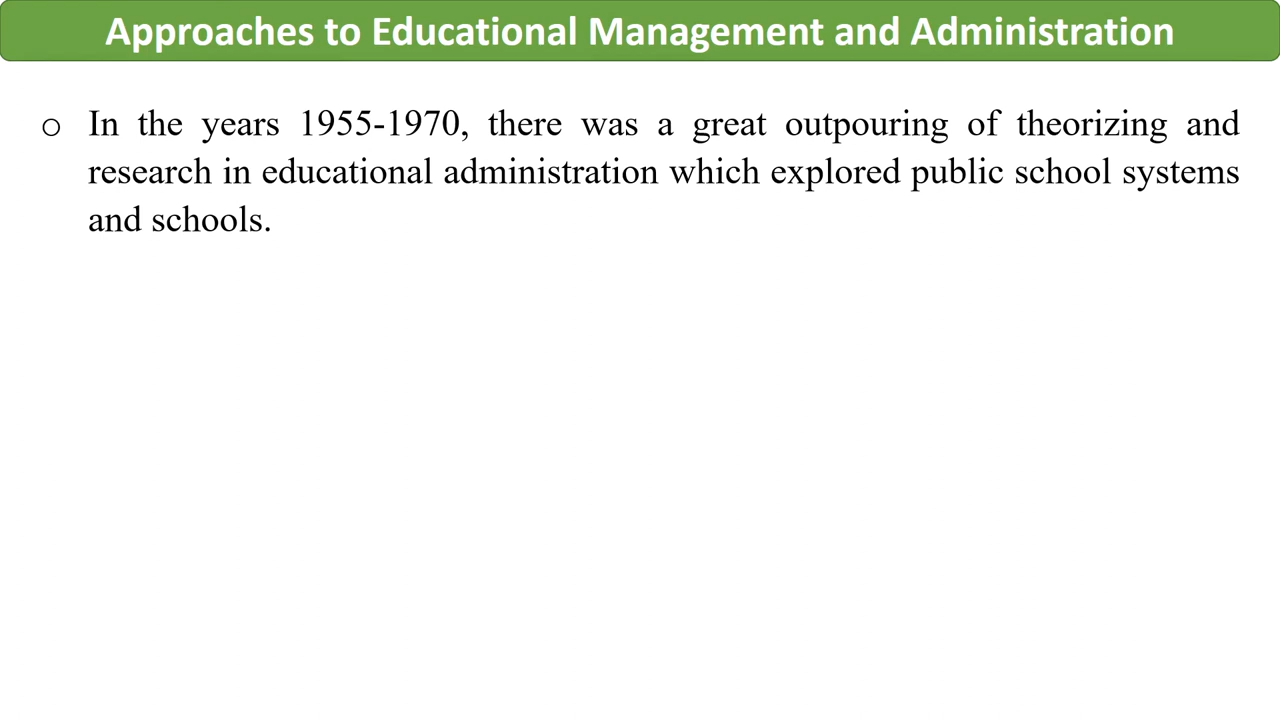 Approaches to Educational Management and Administration
o In the years 1955-1970, there was a great outpouring of theorizing and
research in educational administration which explored public school systems
and schools.